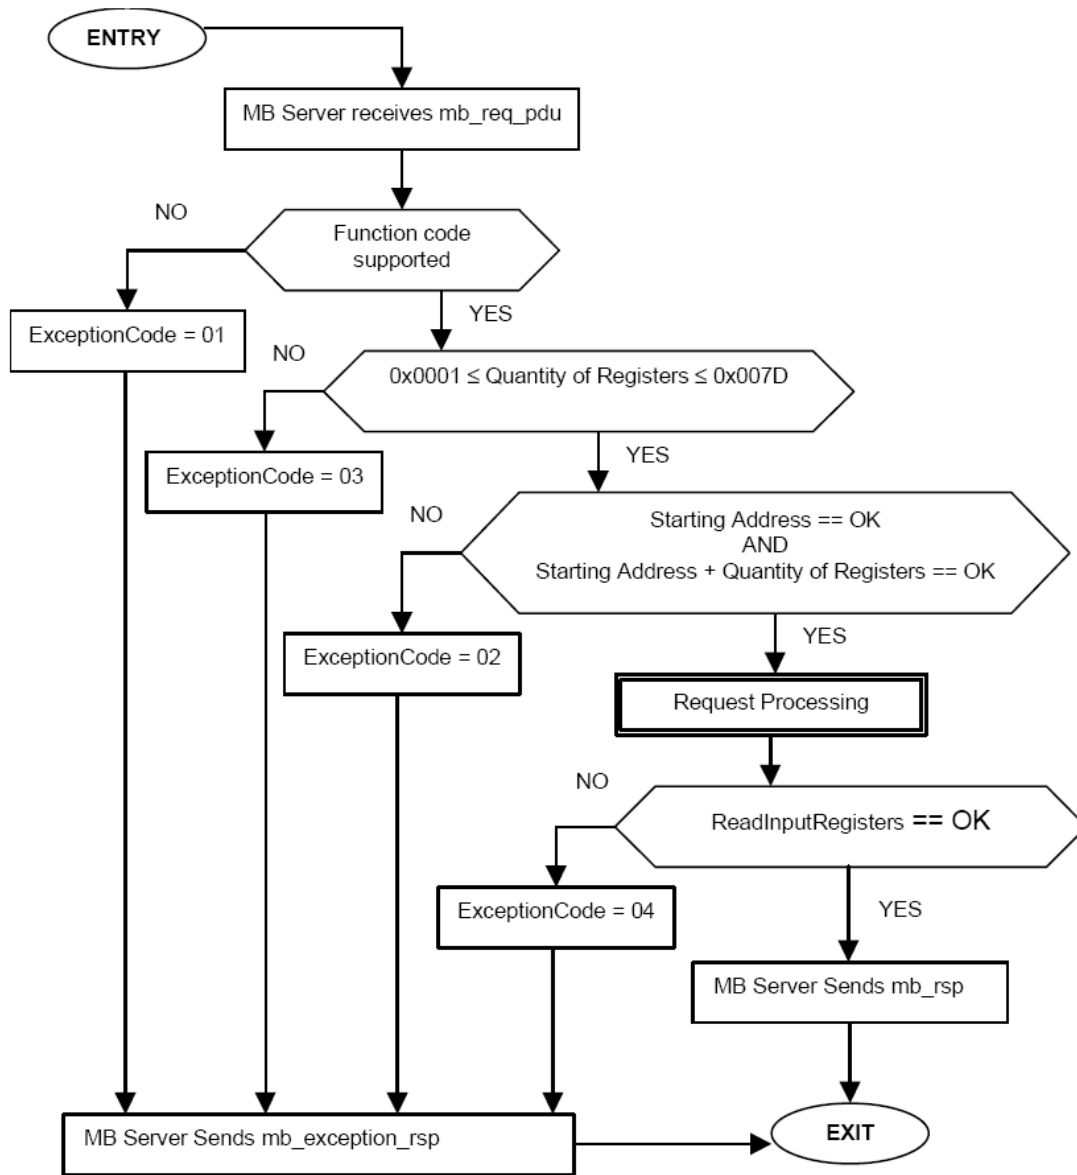 ENTRY
MB Server receives mb_req_pdu
NO
Function code
supported
YES
ExceptionCode = 01
NO
0x0001 ≤ Quantity of Registers ≤ 0x007D
YES
ExceptionCode = 03
NO
Starting Address == OK
AND
Starting Address + Quantity of Registers == OK
YES
ExceptionCode = 02
Request Processing
NO
ReadInputRegisters == OK
YES
ExceptionCode = 04
MB Server Sends mb_rsp
MB Server Sends mb_exception_rsp
EXIT